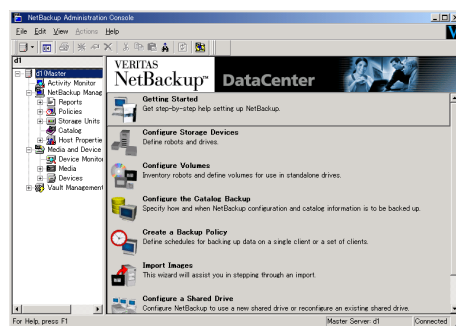 NetBackup Administration Console
File Edit View Actions Help
d1
VERITAS
NetBackup™ DataCenter
d1(Master
Activity Monitor
NetBackup Manag
Reports
Policies
Storage Units
Catalog
Host Propertie
Media and Device
Device Monito
Media
Devices
Vault Management
Getting Started
Get step-by-step help setting up NetBackup.
Configure Storage Devices
Define robots and drives.
Configure Volumes
Inventory robots and define volumes for use in standalone drives.
Configure the Catalog Backup
Specify how and when NetBackup configuration and catalog information is to be backed up.
Create a Backup Policy
Define schedules for backing up data on a single client or a set of clients.
Import Images
This wizard will assist you in stepping through an import.
Configure a Shared Drive
Configure NetBackup to use a new shared drive or reconfigure an existing shared drive.
For Help, press F1
Master Server: d1
Connected